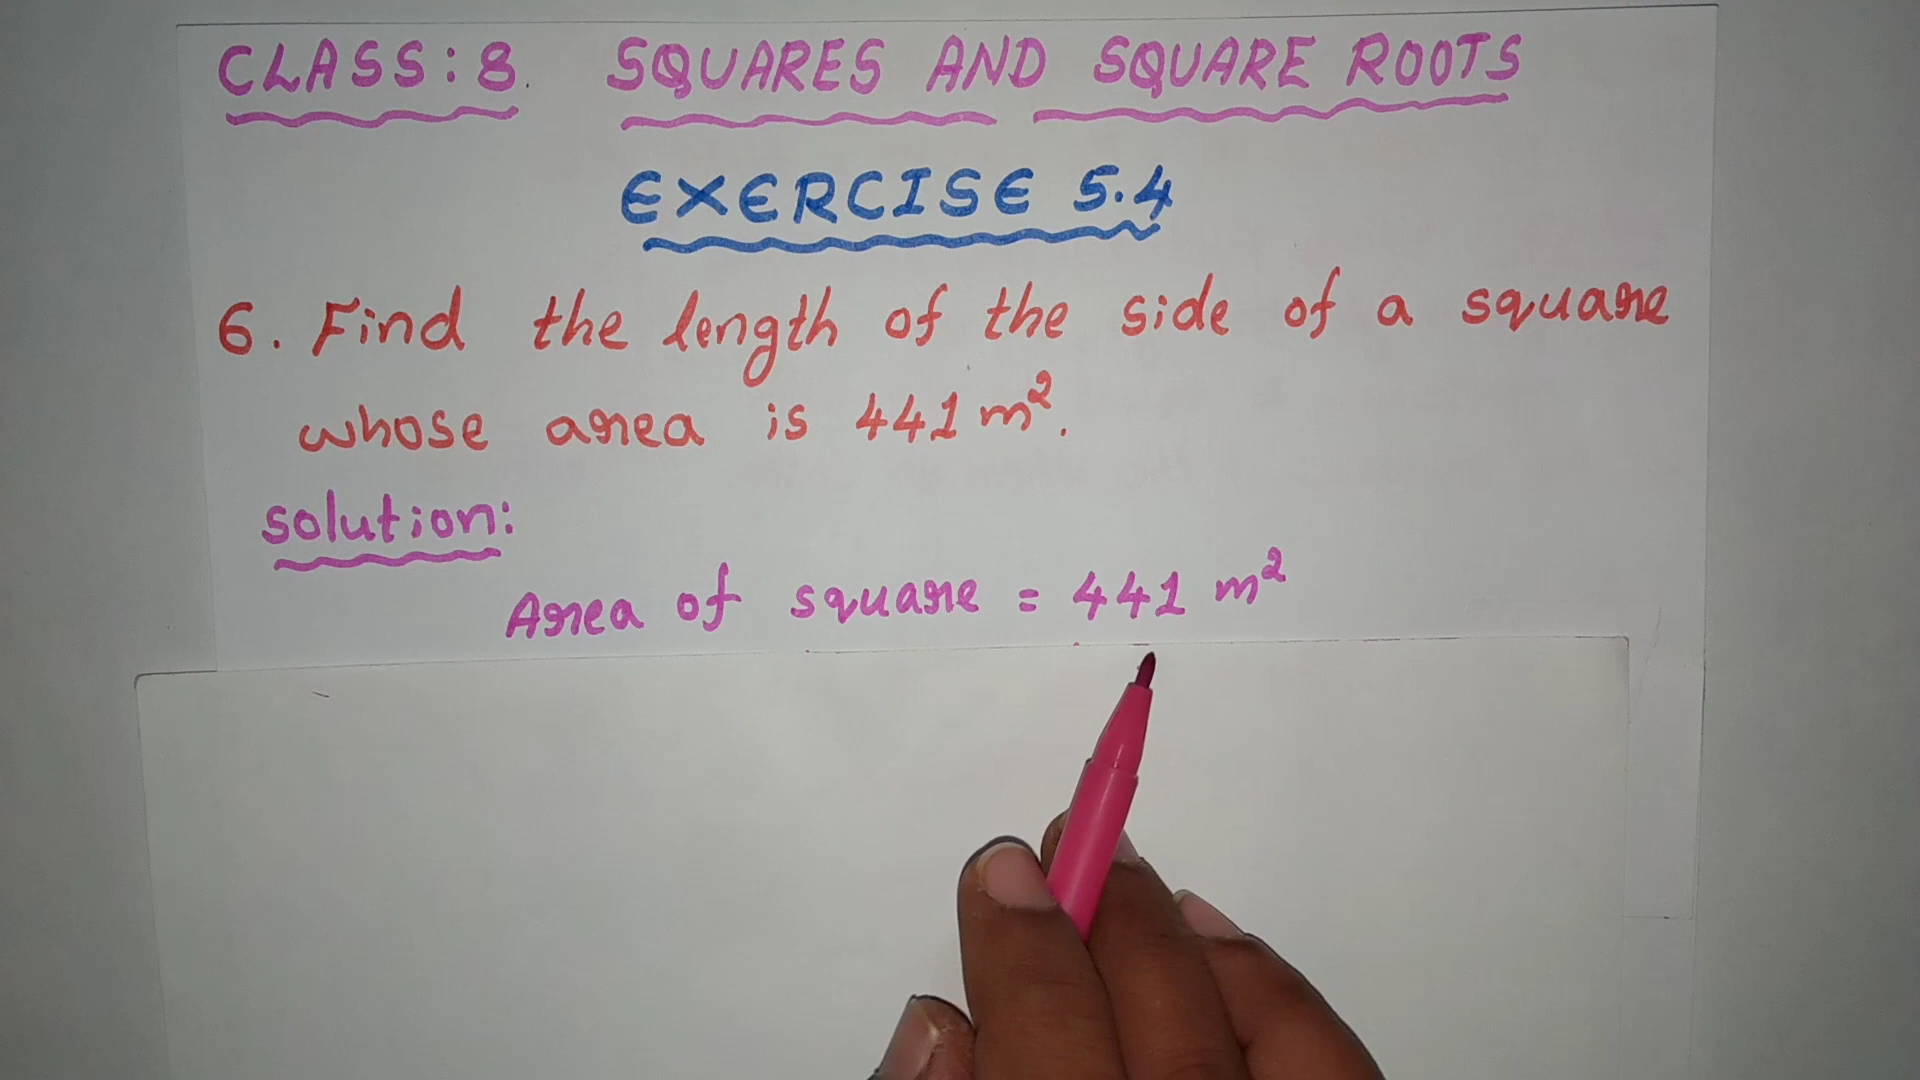 CLASS: 8. SQUARES AND SQUARE ROOTS
EXERCISE 5.4
6. Find the length of the side of a square
whose area is 441 m².
solution:
Area of square = 441 m²